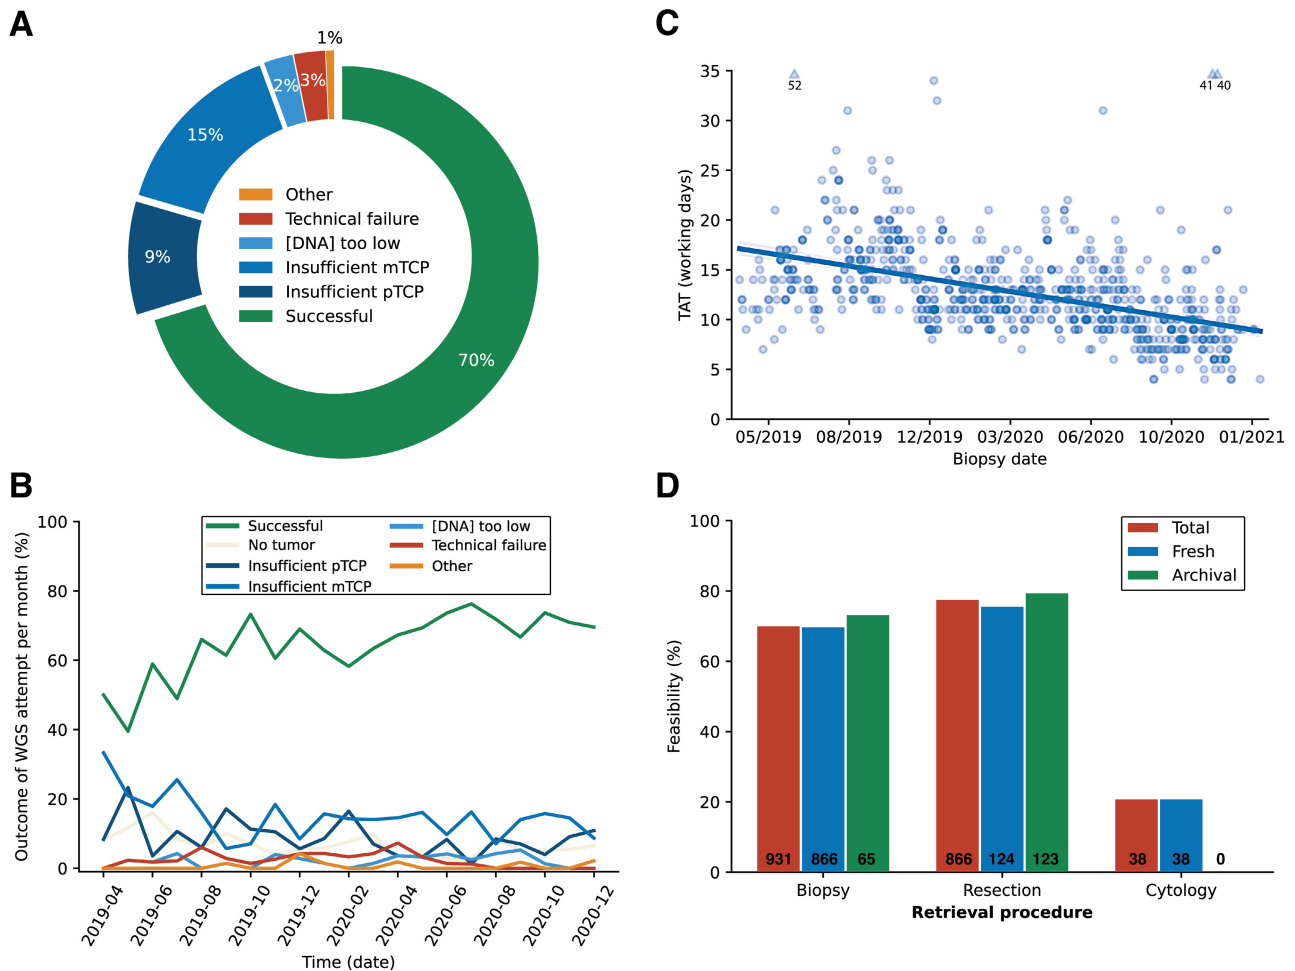 A
1%
2%
3%
15%
9%
70%
Other
Technical failure
[DNA] too low
Insufficient mTCP
Insufficient pTCP
Successful
B
Outcome of WGS attempt per month (%)
100
80
60
40
20
0
Successful
No tumor
Insufficient pTCP
Insufficient mTCP
[DNA] too low
Technical failure
Other
2019-04
2019-06
2019-08
2019-10
2019-12
2020-02
2020-04
2020-06
2020-08
2020-10
2020-12
Time (date)
C
TAT (working days)
35
30
25
20
15
10
5
0
52
41 40
05/2019
08/2019
12/2019
03/2020
06/2020
10/2020
01/2021
Biopsy date
D
Feasibility (%)
100
80
60
40
20
0
Total
Fresh
Archival
931 866 65
866 124 123
38 38 0
Biopsy
Resection
Cytology
Retrieval procedure